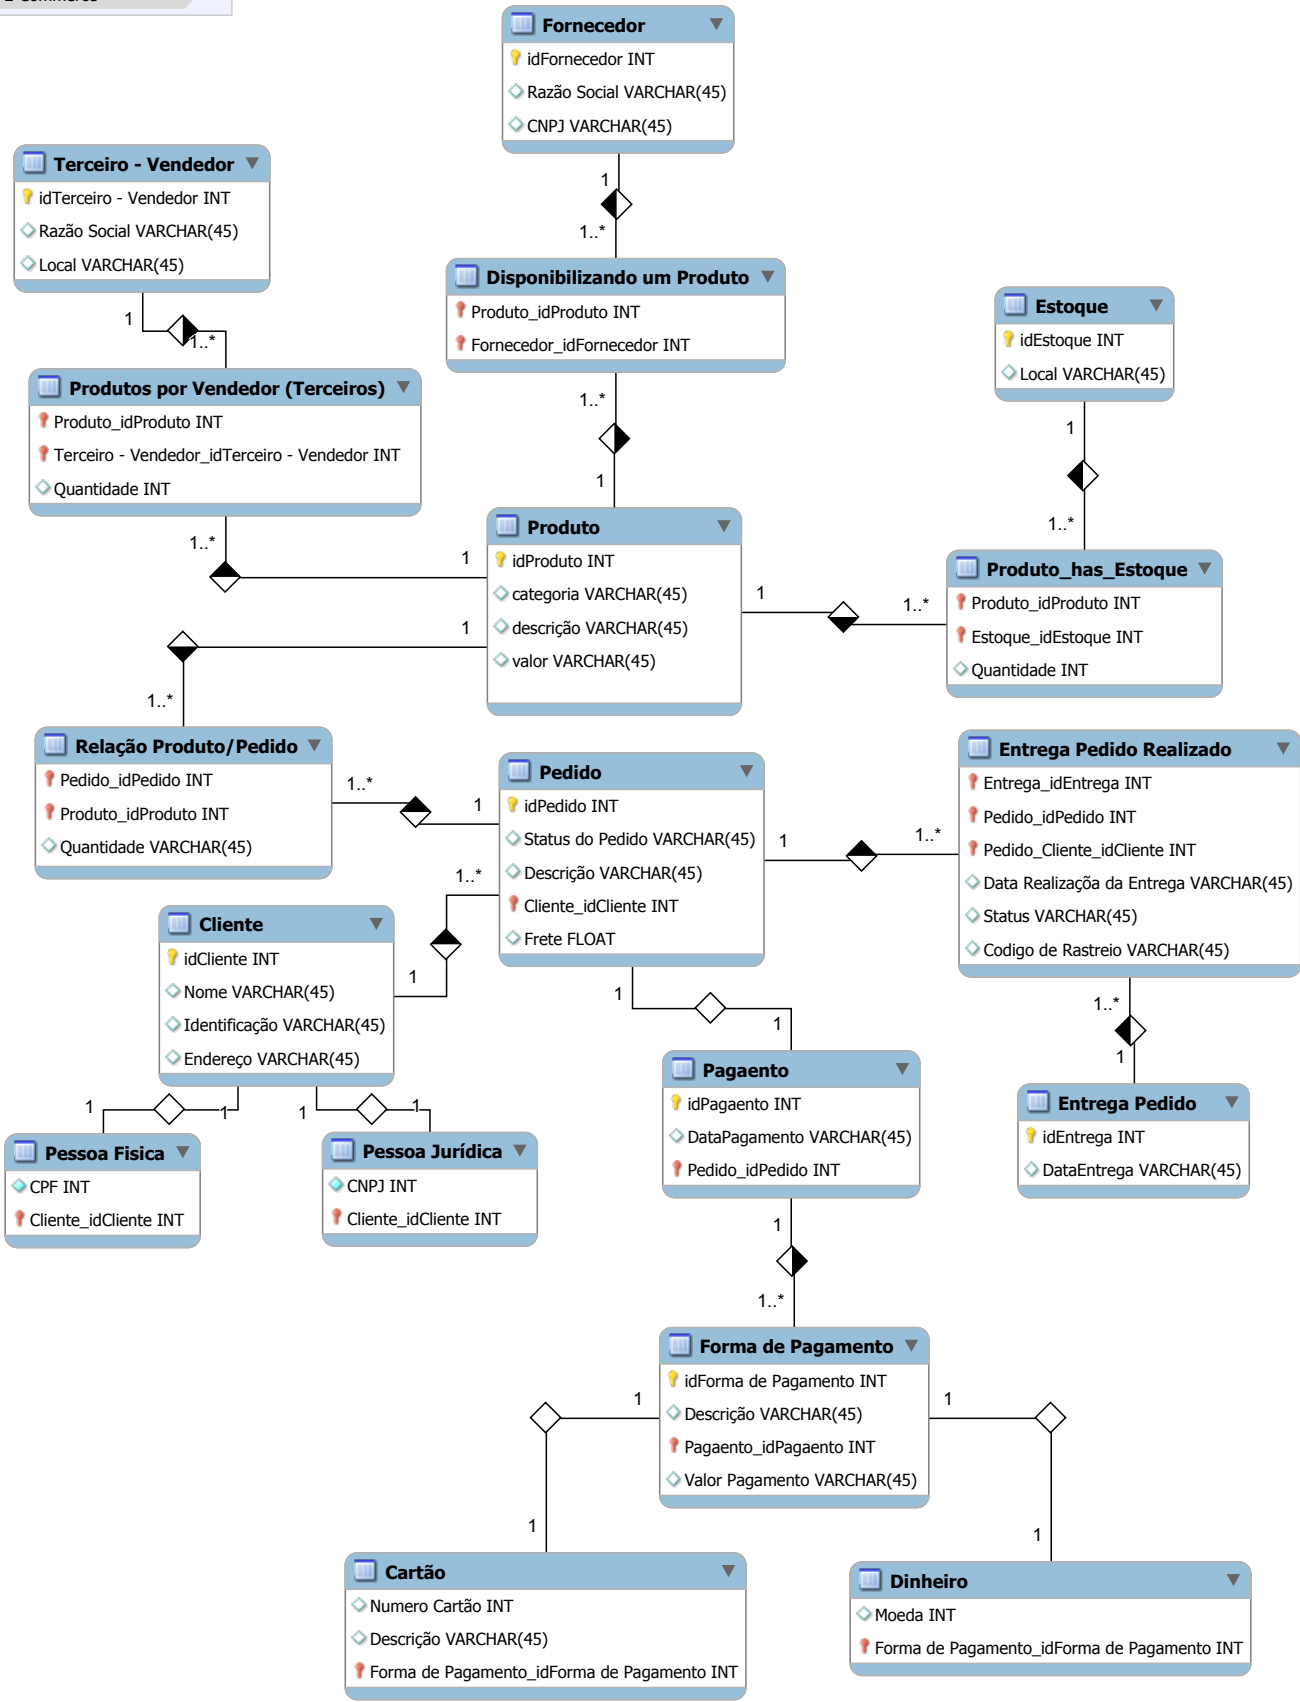 E-Commerce
Fornecedor
idFornecedor INT
Razão Social VARCHAR(45)
CNPJ VARCHAR(45)
1
1..*
Terceiro - Vendedor
idTerceiro - Vendedor INT
Razão Social VARCHAR(45)
Local VARCHAR(45)
1
1..*
Disponibilizando um Produto
Produto_idProduto INT
Fornecedor_idFornecedor INT
1..*
1
Estoque
idEstoque INT
Local VARCHAR(45)
1
1..*
Produtos por Vendedor (Terceiros)
Produto_idProduto INT
Terceiro - Vendedor_idTerceiro - Vendedor INT
Quantidade INT
1..*
1
Produto
idProduto INT
categoria VARCHAR(45)
descrição VARCHAR(45)
valor VARCHAR(45)
1
1..*
Produto_has_Estoque
Produto_idProduto INT
Estoque_idEstoque INT
Quantidade INT
1
1..*
Relação Produto/Pedido
Pedido_idPedido INT
Produto_idProduto INT
Quantidade VARCHAR(45)
1..*
1
Pedido
idPedido INT
Status do Pedido VARCHAR(45)
Descrição VARCHAR(45)
Cliente_idCliente INT
Frete FLOAT
1
1..*
Entrega Pedido Realizado
Entrega_idEntrega INT
Pedido_idPedido INT
Pedido_Cliente_idCliente INT
Data Realização da Entrega VARCHAR(45)
Status VARCHAR(45)
Codigo de Rastreio VARCHAR(45)
1..*
1
Cliente
idCliente INT
Nome VARCHAR(45)
Identificação VARCHAR(45)
Endereço VARCHAR(45)
1..*
1
1
1
1
1
1
1
Pessoa Fisica
CPF INT
Cliente_idCliente INT
Pessoa Jurídica
CNPJ INT
Cliente_idCliente INT
Pagaento
idPagaento INT
DataPagamento VARCHAR(45)
Pedido_idPedido INT
Entrega Pedido
idEntrega INT
DataEntrega VARCHAR(45)
1
1..*
Forma de Pagamento
idForma de Pagamento INT
Descrição VARCHAR(45)
Pagaento_idPagaento INT
Valor Pagamento VARCHAR(45)
1
1
1
1
Cartão
Numero Cartão INT
Descrição VARCHAR(45)
Forma de Pagamento_idForma de Pagamento INT
Dinheiro
Moeda INT
Forma de Pagamento_idForma de Pagamento INT